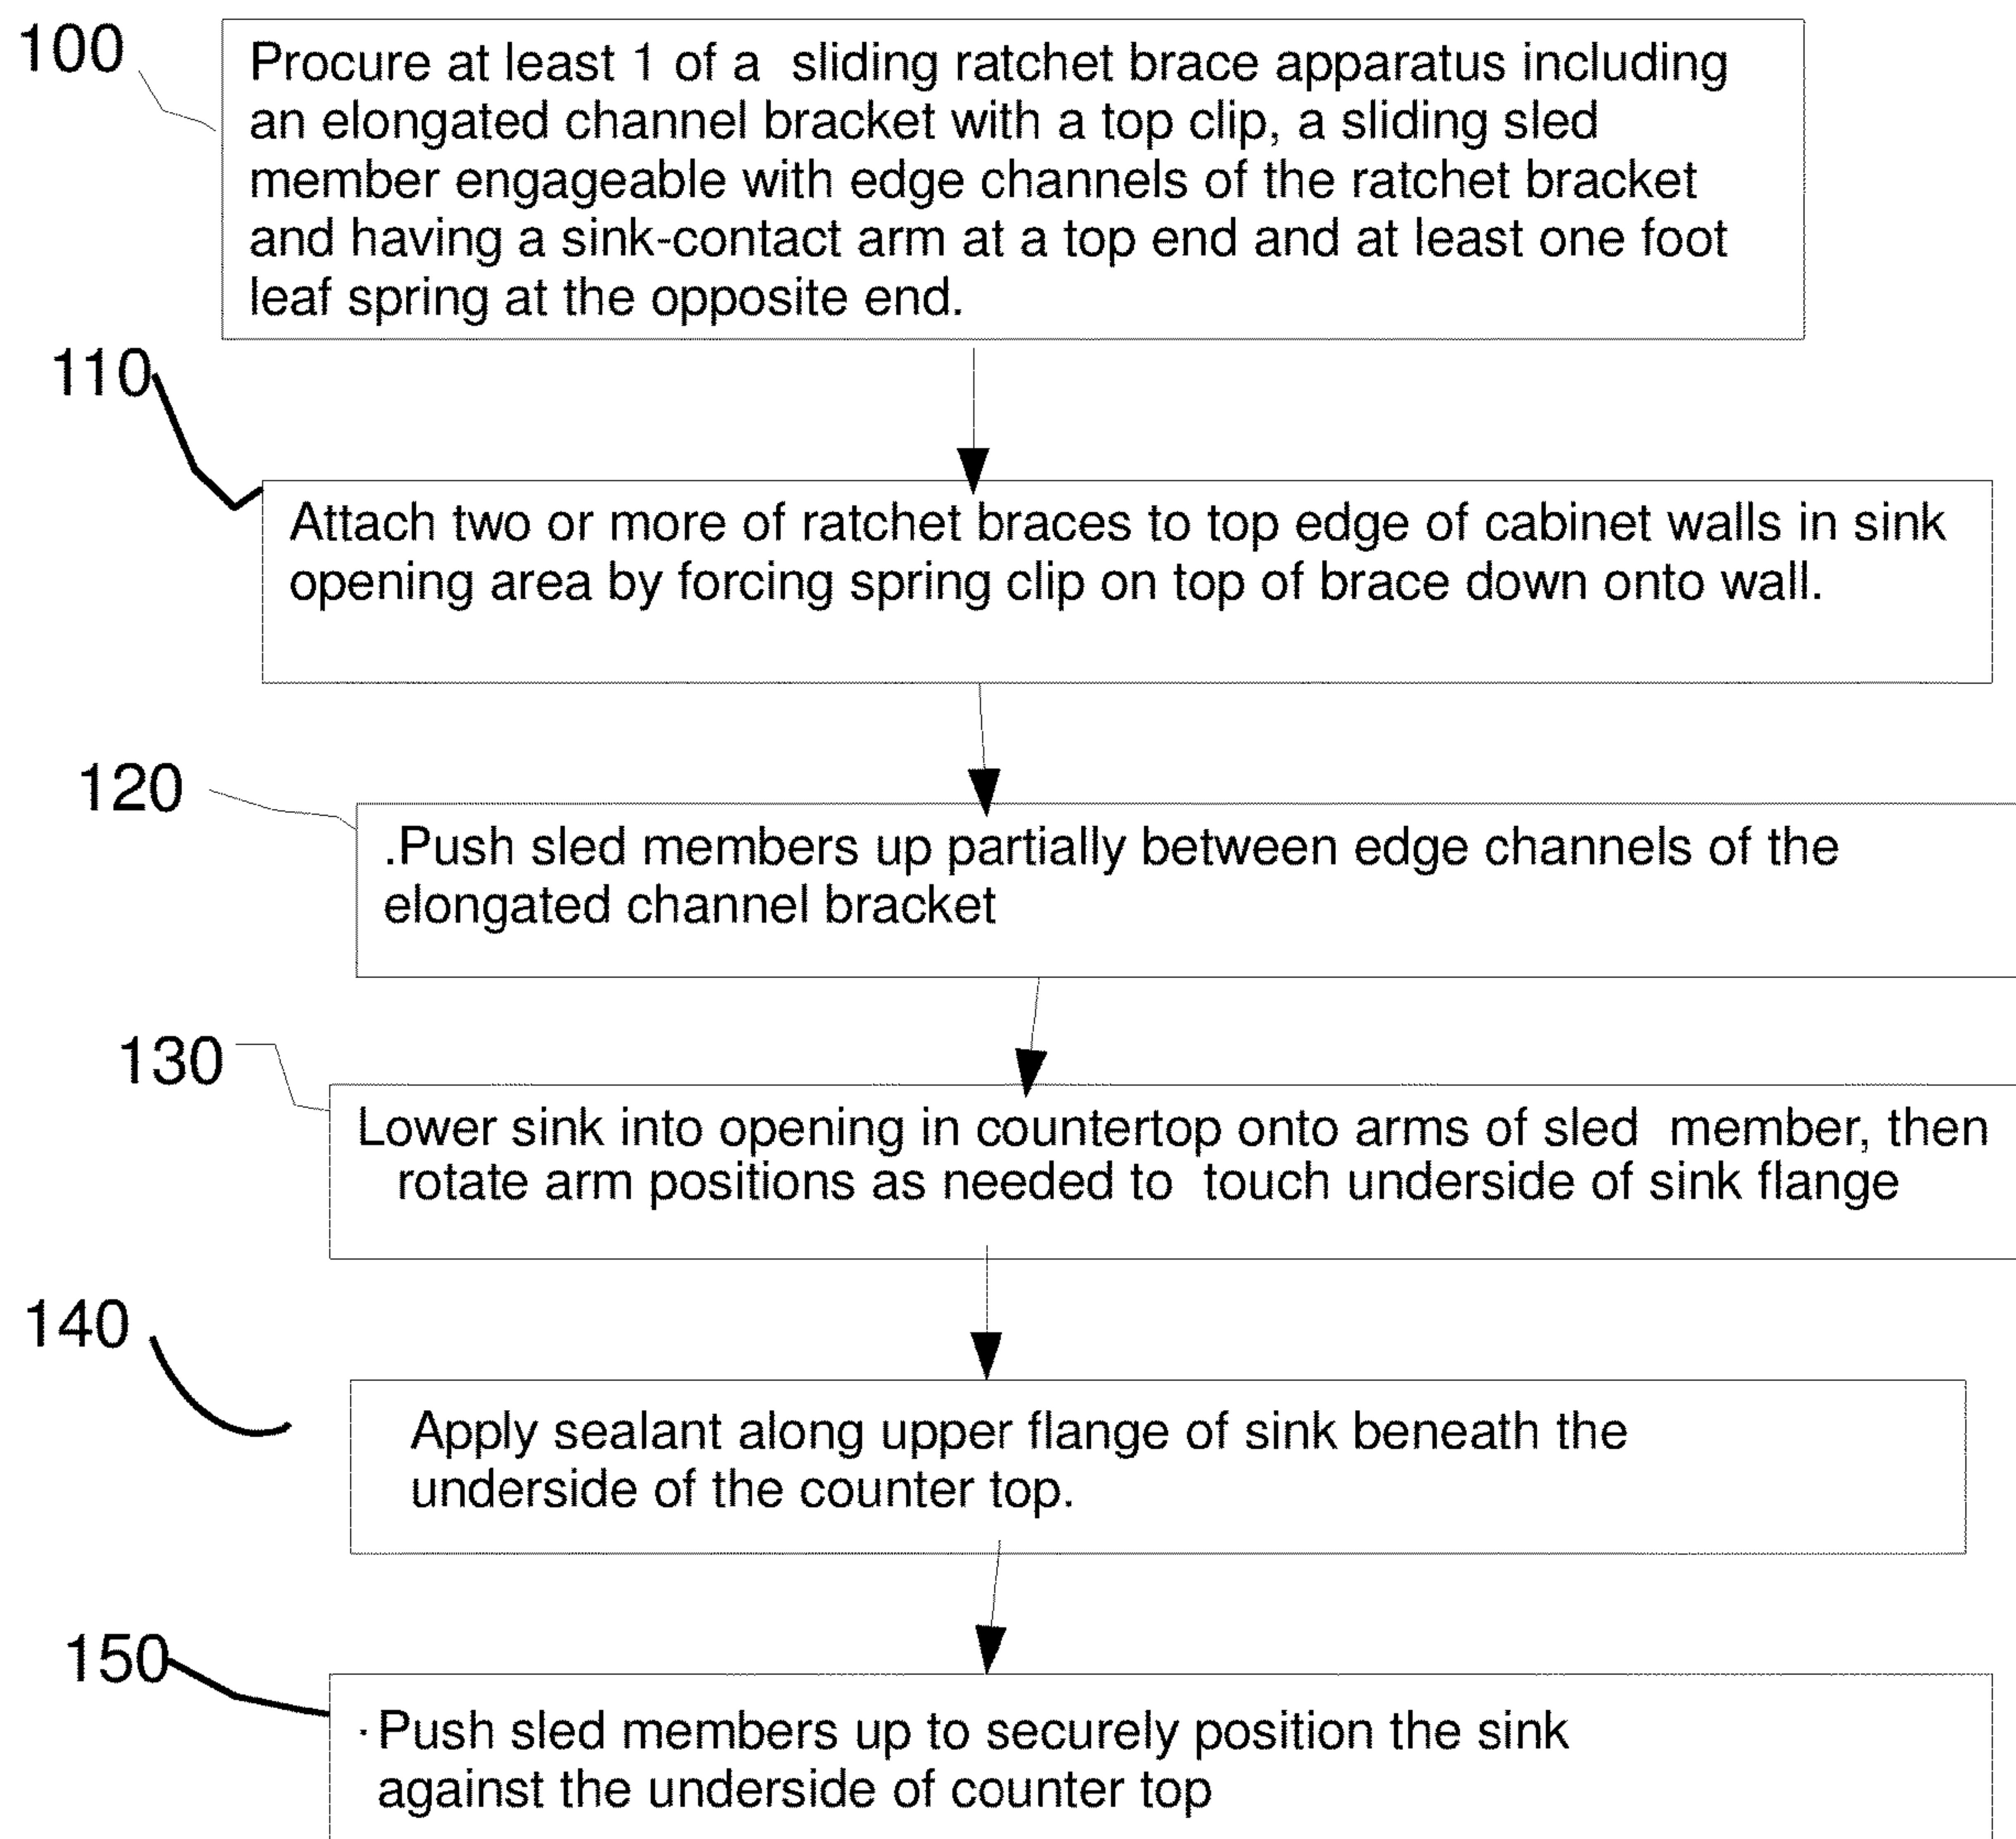 100
Procure at least 1 of a sliding ratchet brace apparatus including
an elongated channel bracket with a top clip, a sliding sled
member engageable with edge channels of the ratchet bracket
and having a sink-contact arm at a top end and at least one foot
leaf spring at the opposite end.
110
Attach two or more of ratchet braces to top edge of cabinet walls in sink
opening area by forcing spring clip on top of brace down onto wall.
120
.Push sled members up partially between edge channels of the
elongated channel bracket
130
Lower sink into opening in countertop onto arms of sled member, then
rotate arm positions as needed to touch underside of sink flange
140
Apply sealant along upper flange of sink beneath the
underside of the counter top.
150
·Push sled members up to securely position the sink
against the underside of counter top